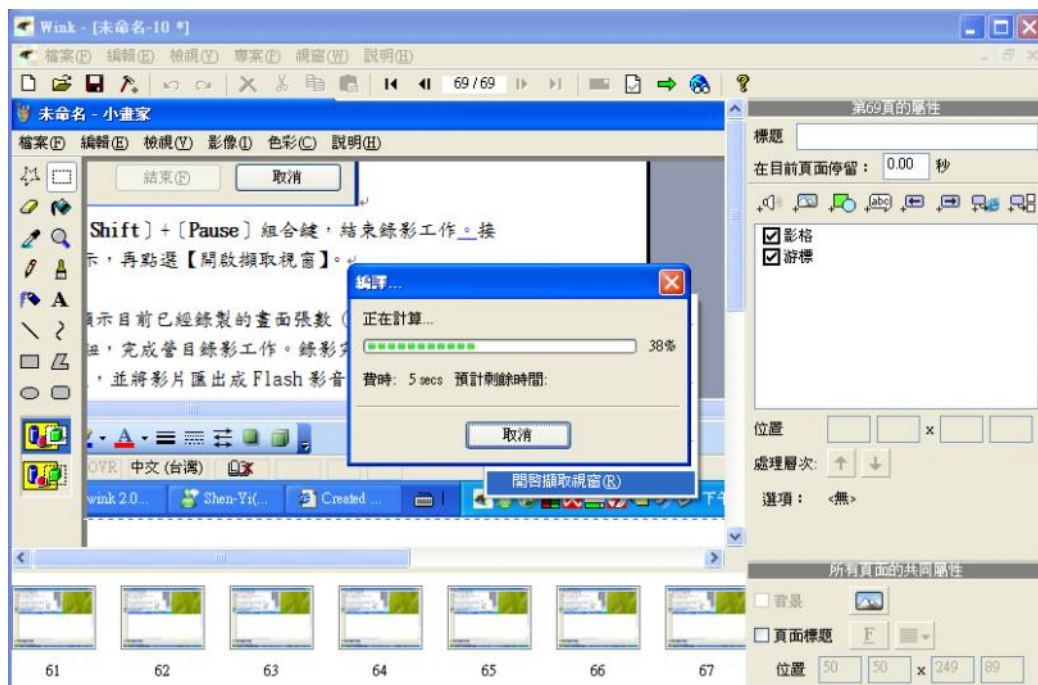 Wink - [未命名-10 *]
檔案(F) 編輯(E) 檢視(V) 專案(P) 視窗(W) 說明(H)
69 / 69
未命名 - 小畫家
檔案(F) 編輯(E) 檢視(V) 影像(I) 色彩(C) 說明(H)
結束(F) 取消
Shift〕+〔Pause〕組合鍵,結束錄影工作。接
示,再點選【開啟擷取視窗】。
顯示目前已經錄製的畫面張數(
鈕,完成螢目錄影工作。錄影完
,並將影片匯出成 Flash 影音
編譯...
正在計算...
38%
費時: 5 secs 預計剩餘時間:
取消
OVR 中文(台灣)
開啓擷取視窗(R)
wink 2.0... Shen-Yi(... Created ... 下午
61 62 63 64 65 66 67
第69頁的屬性
標題
在目前頁面停留: 0.00 秒
影格
游標
位置 x
處理層次:
選項: <無>
所有頁面的共同屬性
背景
頁面標題 F
位置 50 50 x 249 89